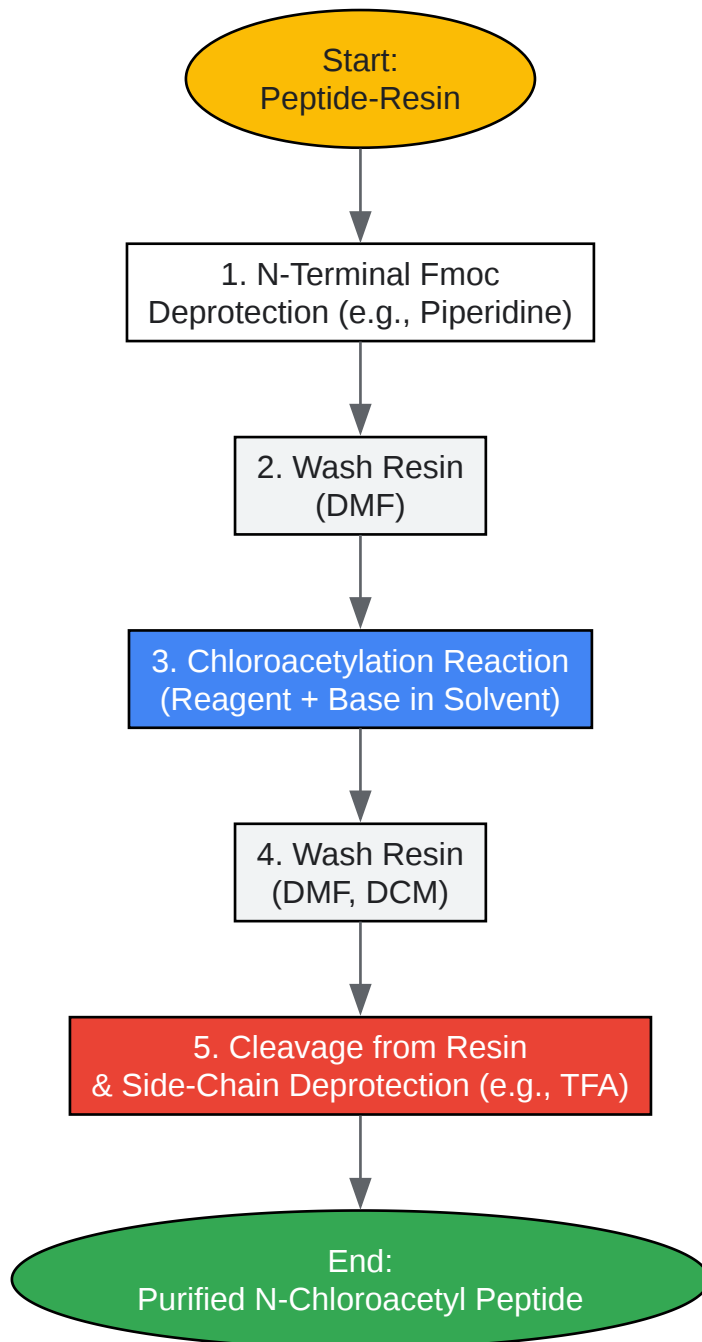 Start:
Peptide-Resin
1. N-Terminal Fmoc
Deprotection (e.g., Piperidine)
2. Wash Resin
(DMF)
3. Chloroacetylation Reaction
(Reagent + Base in Solvent)
4. Wash Resin
(DMF, DCM)
5. Cleavage from Resin
& Side-Chain Deprotection (e.g., TFA)
End:
Purified N-Chloroacetyl Peptide